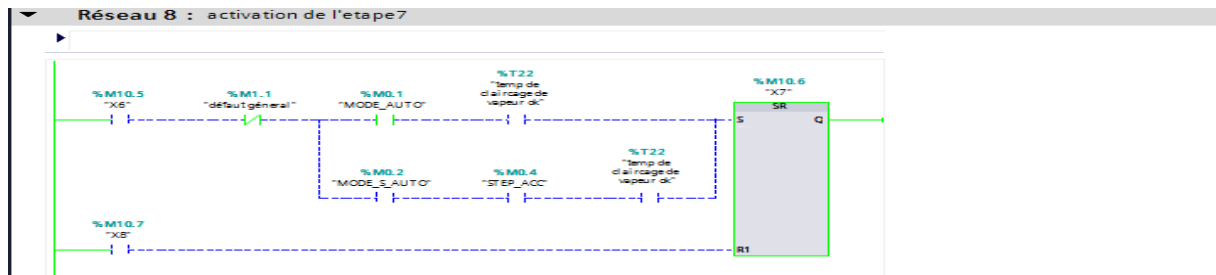 Réseau 8 : activation de l'etape7
%T22
"temp de
claircage de
vapeur ok"
%M10.5
"X6"
%M1.1
"défaut général"
%M0.1
"MODE_AUTO"
%M10.6
"X7"
SR
S
Q
%T22
"temp de
claircage de
vapeur ok"
%M0.2
"MODE_S_AUTO"
%M0.4
"STEP_ACC"
%M10.7
"X8"
R1